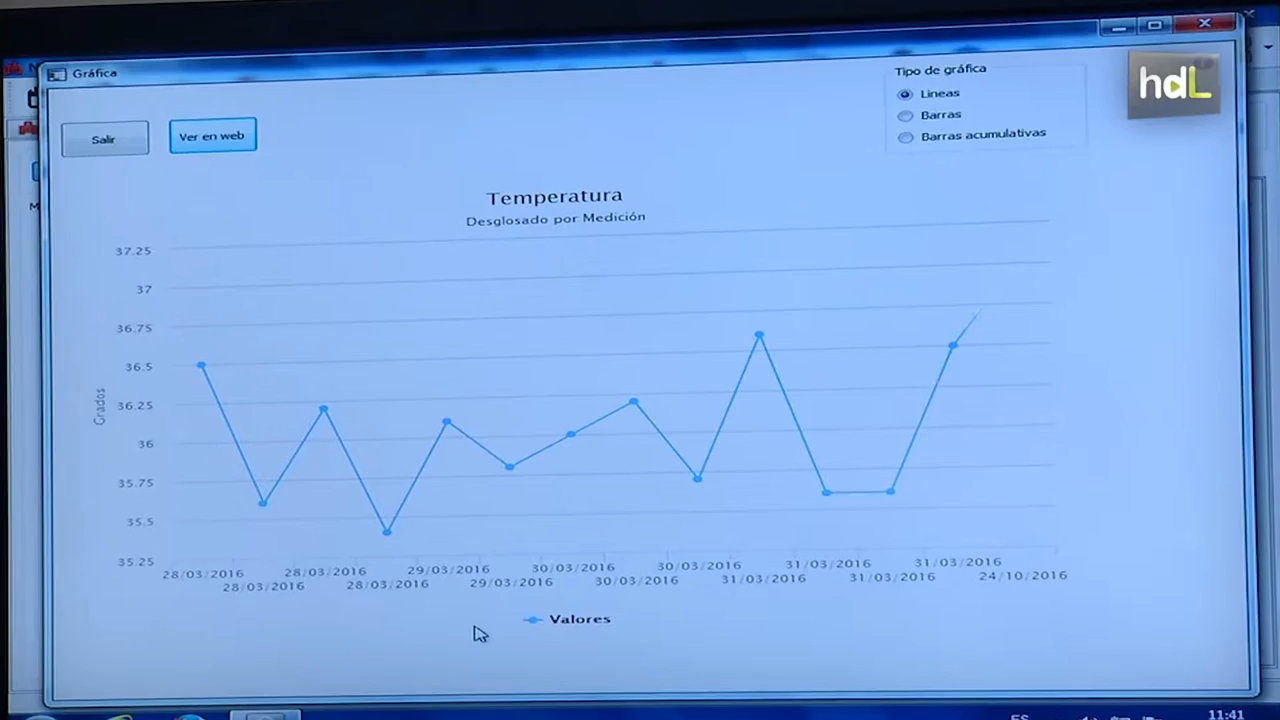 Gráfica
Tipo de gráfica
hdL
Lineas
Salir
Ver en web
Barras
Barras acumulativas
Temperatura
Desglosado por Medición
37.25
37
36.75
36.5
36.25
36
35.75
35.5
35.25
Grados
28/03/2016
28/03/2016
28/03/2016
28/03/2016
29/03/2016
29/03/2016
30/03/2016
30/03/2016
30/03/2016
31/03/2016
31/03/2016
31/03/2016
31/03/2016
24/10/2016
Valores
ES
11:41